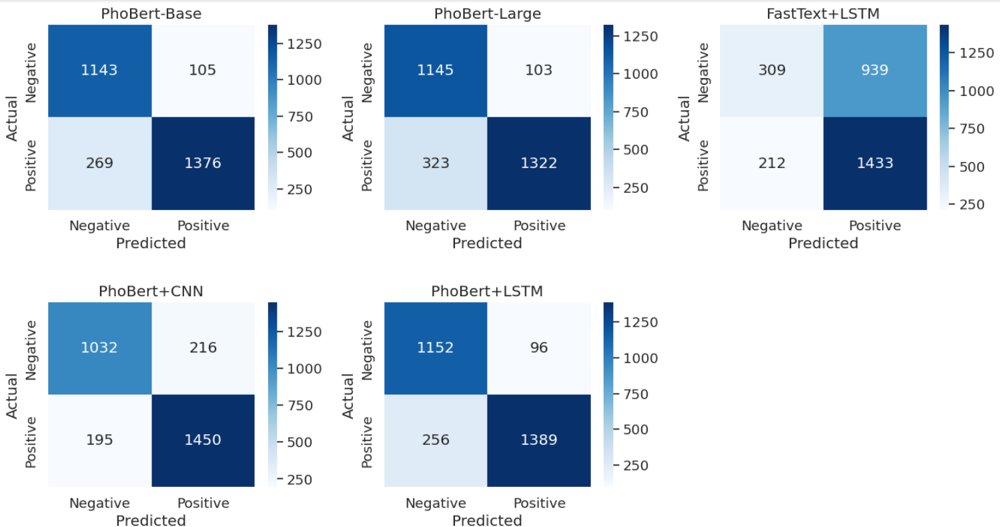 PhoBert-Base
1143 105
269 1376
Negative Positive
Predicted
Actual
Negative
Positive
1250
1000
750
500
250
PhoBert-Large
1145 103
323 1322
Negative Positive
Predicted
Actual
Negative
Positive
1250
1000
750
500
250
FastText+LSTM
309 939
212 1433
Negative Positive
Predicted
Actual
Negative
Positive
1250
1000
750
500
250
PhoBert+CNN
1032 216
195 1450
Negative Positive
Predicted
Actual
Negative
Positive
1250
1000
750
500
250
PhoBert+LSTM
1152 96
256 1389
Negative Positive
Predicted
Actual
Negative
Positive
1250
1000
750
500
250